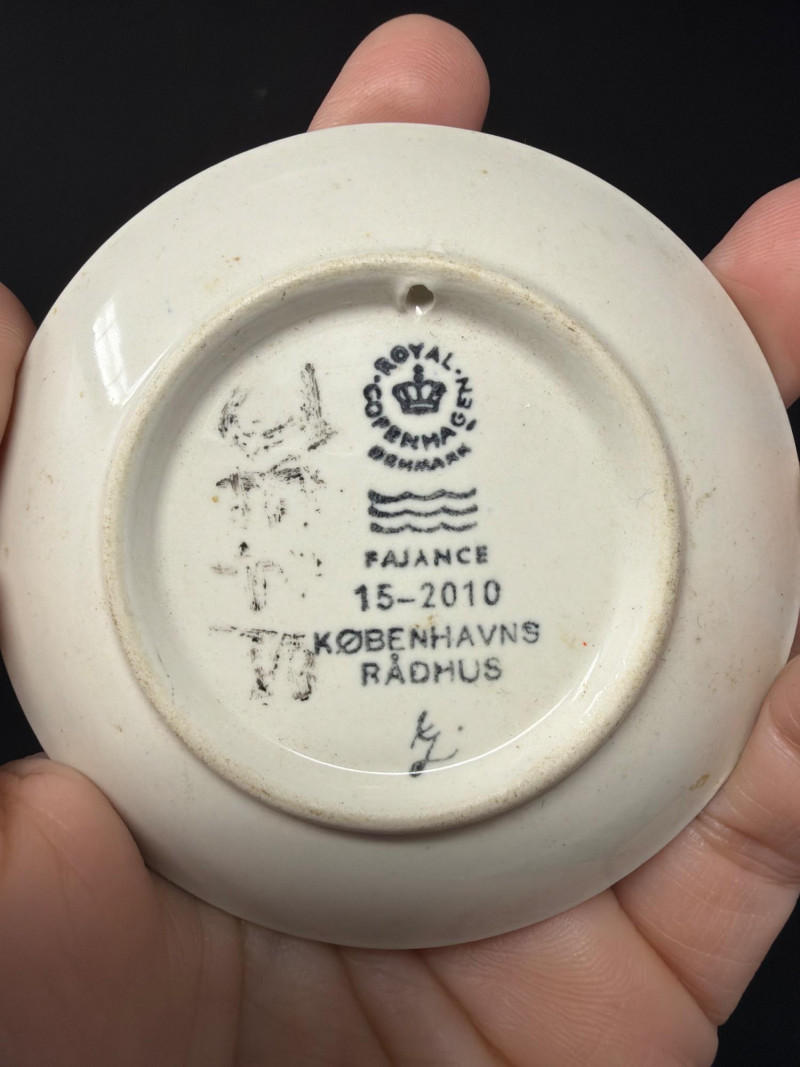 ROYAL
COPENHAGEN
DENMARK
FAJANCE
15-2010
KØBENHAVNS
RÅDHUS